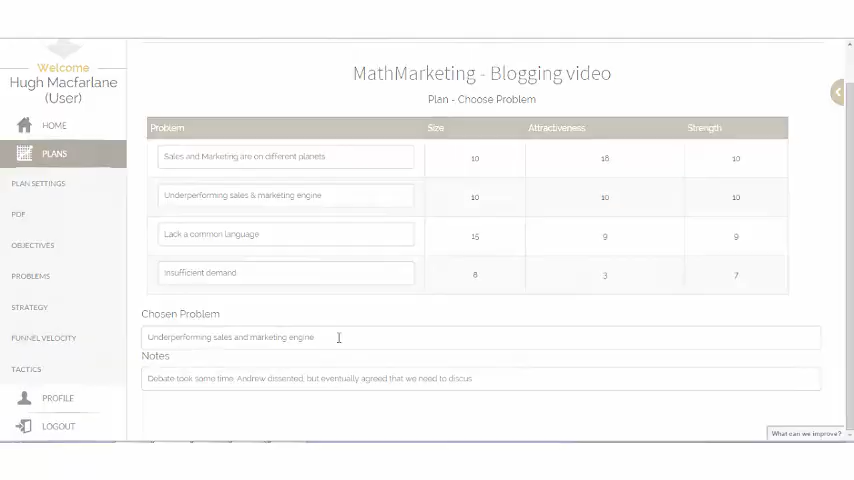 Welcome
Hugh Macfarlane
(User)
HOME
PLANS
PLAN SETTINGS
PDF
OBJECTIVES
PROBLEMS
STRATEGY
FUNNEL VELOCITY
TACTICS
PROFILE
LOGOUT
MathMarketing - Blogging video
Plan - Choose Problem
Problem Size Attractiveness Strength
Sales and Marketing are on different planets 10 16 10
Underperforming sales & marketing engine 10 10 10
Lack a common language 15 9 9
Insufficient demand 8 3 7
Chosen Problem
Underperforming sales and marketing engine
Notes
Debate took some time. Andrew dissented, but eventually agreed that we need to discus
What can we improve?